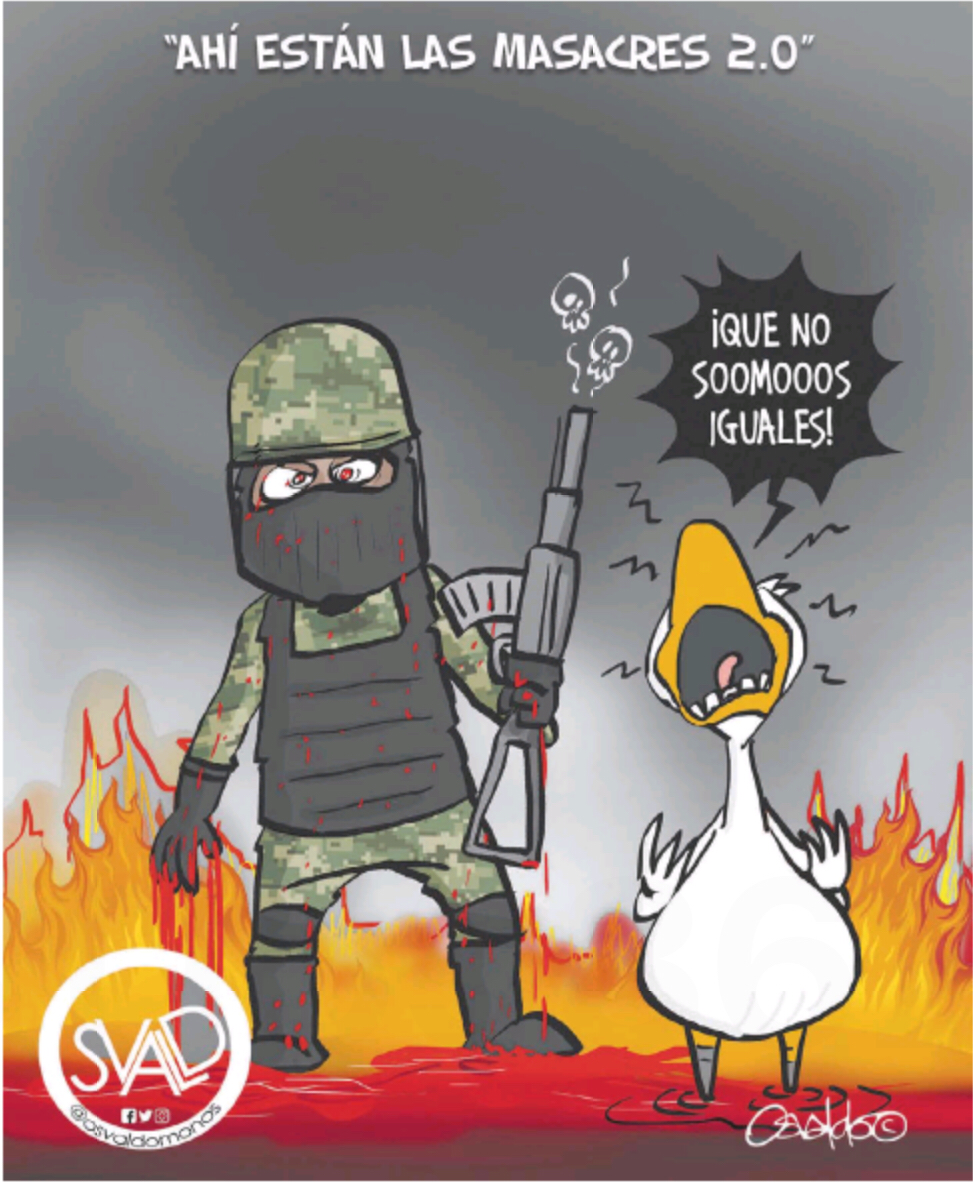 "AHÍ ESTÁN LAS MASACRES 2.0"
¡QUE NO
SOOMOOOS
IGUALES!
SVALD
@osvaldomonos
Osvaldo ©